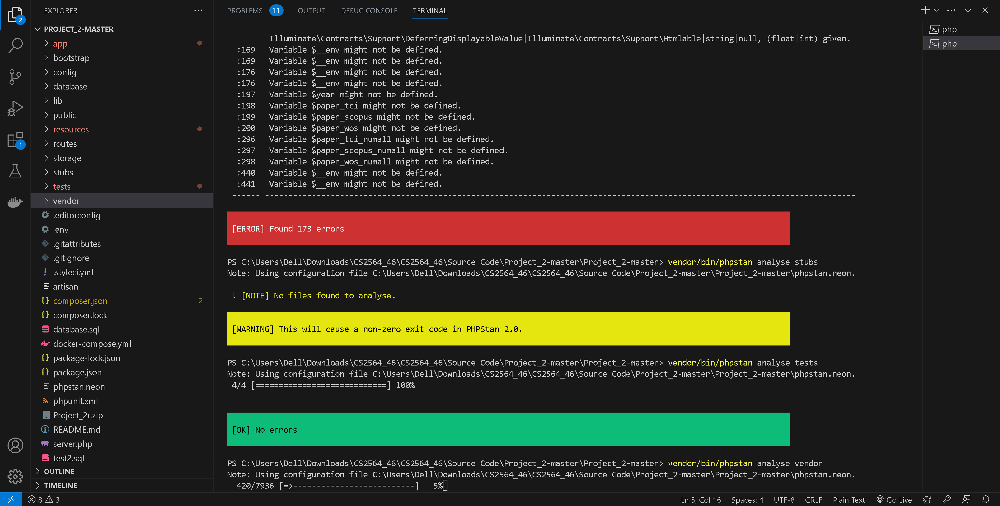 EXPLORER
PROJECT_2-MASTER
app
bootstrap
config
database
lib
public
resources
routes
storage
stubs
tests
vendor
.editorconfig
.env
.gitattributes
.gitignore
.styleci.yml
artisan
composer.json 2
composer.lock
database.sql
docker-compose.yml
package-lock.json
package.json
phpstan.neon
phpunit.xml
Project_2r.zip
README.md
server.php
test2.sql
OUTLINE
TIMELINE
2
1
PROBLEMS 11 OUTPUT DEBUG CONSOLE TERMINAL
Illuminate\Contracts\Support\DeferringDisplayableValue|Illuminate\Contracts\Support\Htmlable|string|null, (float|int) given.
:169 Variable $__env might not be defined.
:169 Variable $__env might not be defined.
:176 Variable $__env might not be defined.
:176 Variable $__env might not be defined.
:197 Variable $year might not be defined.
:198 Variable $paper_tci might not be defined.
:199 Variable $paper_scopus might not be defined.
:200 Variable $paper_wos might not be defined.
:296 Variable $paper_tci_numall might not be defined.
:297 Variable $paper_scopus_numall might not be defined.
:298 Variable $paper_wos_numall might not be defined.
:440 Variable $__env might not be defined.
:441 Variable $__env might not be defined.
[ERROR] Found 173 errors
PS C:\Users\Dell\Downloads\CS2564_46\CS2564_46\Source Code\Project_2-master\Project_2-master> vendor/bin/phpstan analyse stubs
Note: Using configuration file C:\Users\Dell\Downloads\CS2564_46\CS2564_46\Source Code\Project_2-master\Project_2-master\phpstan.neon.
! [NOTE] No files found to analyse.
[WARNING] This will cause a non-zero exit code in PHPStan 2.0.
PS C:\Users\Dell\Downloads\CS2564_46\CS2564_46\Source Code\Project_2-master\Project_2-master> vendor/bin/phpstan analyse tests
Note: Using configuration file C:\Users\Dell\Downloads\CS2564_46\CS2564_46\Source Code\Project_2-master\Project_2-master\phpstan.neon.
4/4 [============================] 100%
[OK] No errors
PS C:\Users\Dell\Downloads\CS2564_46\CS2564_46\Source Code\Project_2-master\Project_2-master> vendor/bin/phpstan analyse vendor
Note: Using configuration file C:\Users\Dell\Downloads\CS2564_46\CS2564_46\Source Code\Project_2-master\Project_2-master\phpstan.neon.
420/7936 [=>--------------------------] 5%
php
php
8 3
Ln 5, Col 16 Spaces: 4 UTF-8 CRLF Plain Text Go Live